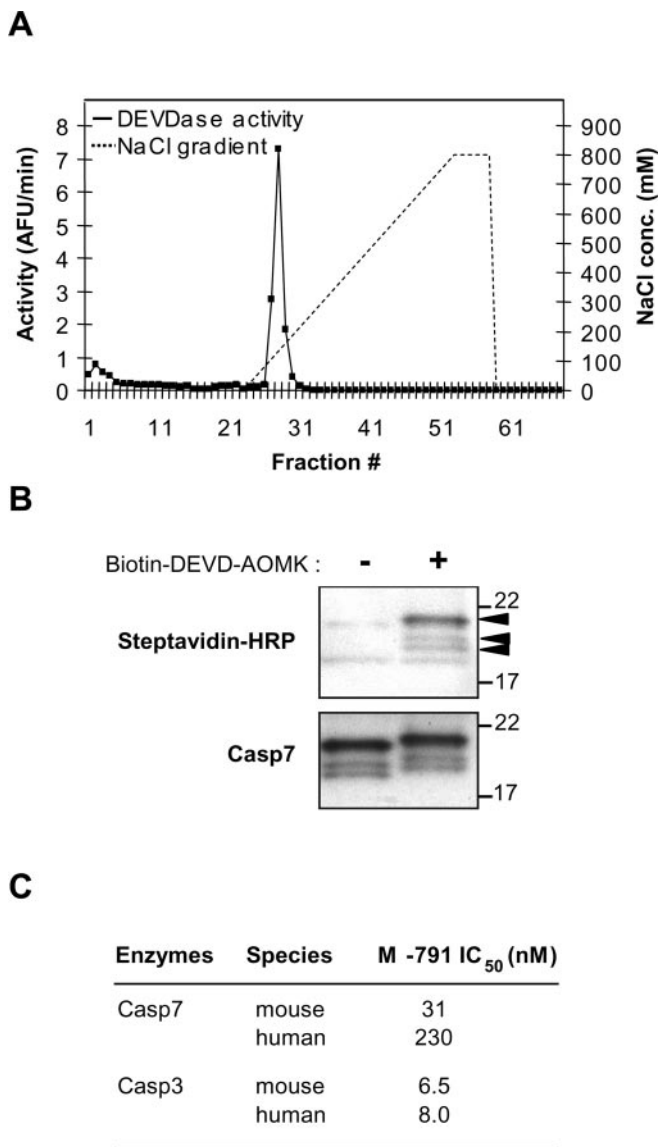 A
DEVDase activity
NaCl gradient
8
7
6
5
4
3
2
1
0
Activity (AFU/min)
900
800
700
600
500
400
300
200
100
0
NaCl conc. (mM)
1 11 21 31 41 51 61
Fraction #
B
Biotin-DEVD-AOMK : - +
Steptavidin-HRP
22
17
Casp7
22
17
C
Enzymes Species M -791 IC50 (nM)
Casp7 mouse 31
human 230
Casp3 mouse 6.5
human 8.0